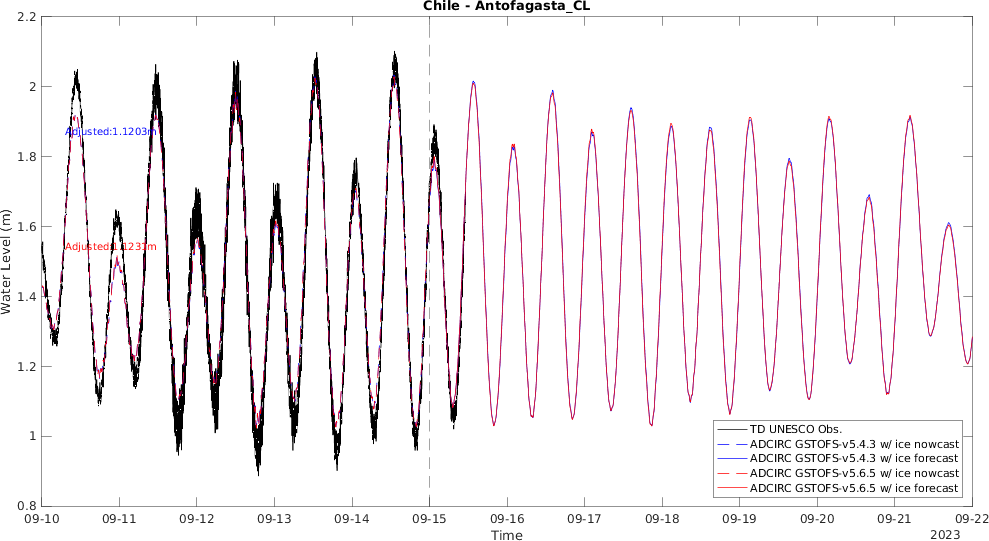 Chile - Antofagasta_CL
2.2
2
1.8
1.6
1.4
1.2
1
0.8
Water Level (m)
Adjusted:1.1203m
Adjusted:1.1231m
TD UNESCO Obs.
ADCIRC GSTOFS-v5.4.3 w/ ice nowcast
ADCIRC GSTOFS-v5.4.3 w/ ice forecast
ADCIRC GSTOFS-v5.6.5 w/ ice nowcast
ADCIRC GSTOFS-v5.6.5 w/ ice forecast
09-10 09-11 09-12 09-13 09-14 09-15 09-16 09-17 09-18 09-19 09-20 09-21 09-22
Time
2023